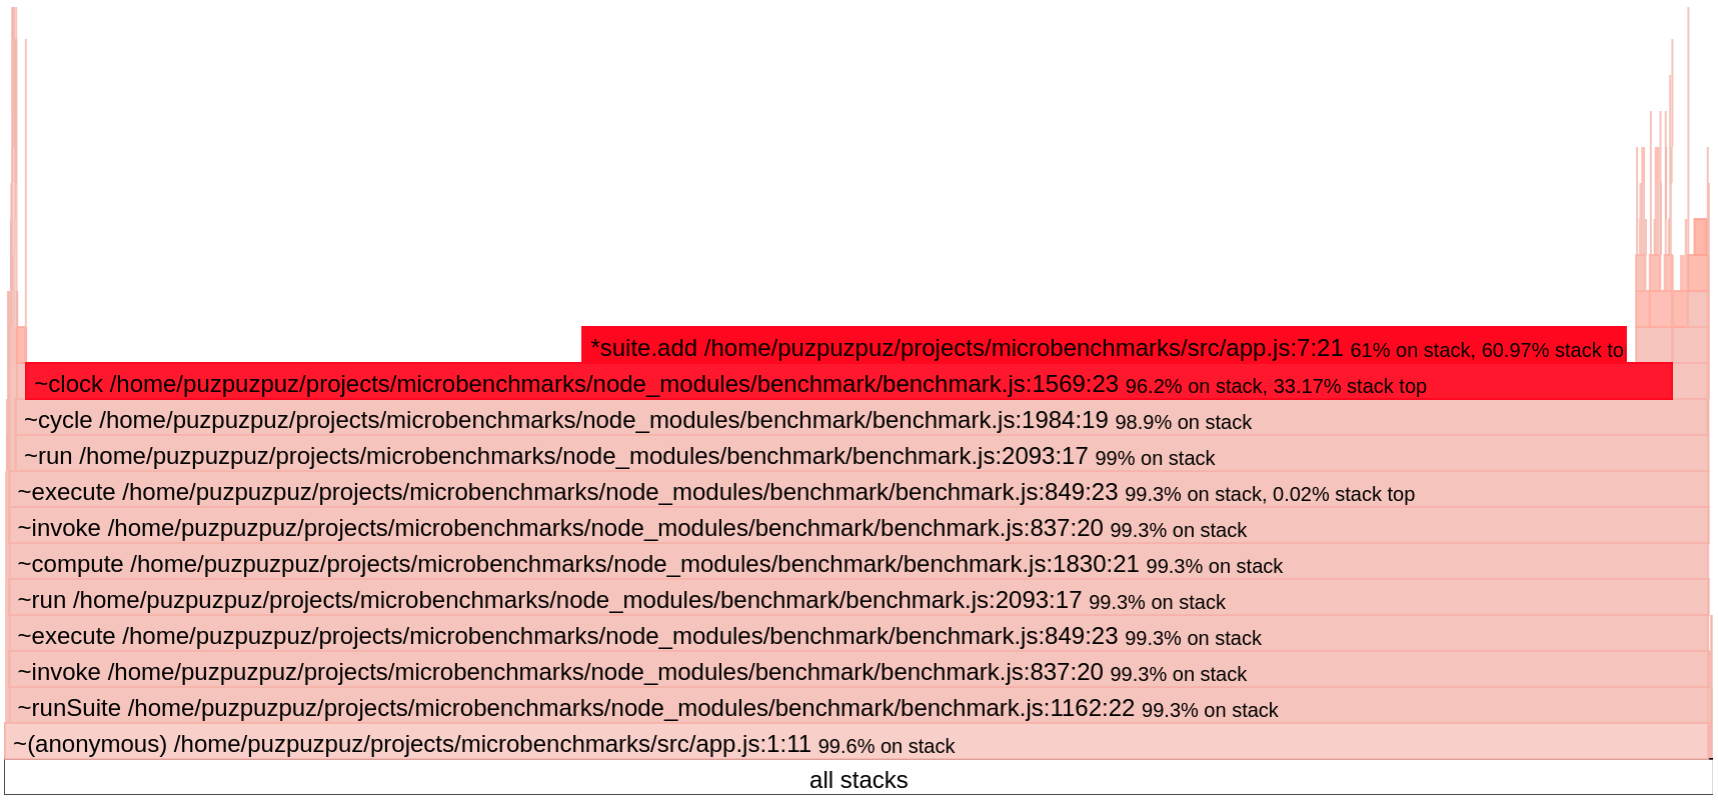 *suite.add /home/puzpuzpuz/projects/microbenchmarks/src/app.js:7:21 61% on stack, 60.97% stack to
~clock /home/puzpuzpuz/projects/microbenchmarks/node_modules/benchmark/benchmark.js:1569:23 96.2% on stack, 33.17% stack top
~cycle /home/puzpuzpuz/projects/microbenchmarks/node_modules/benchmark/benchmark.js:1984:19 98.9% on stack
~run /home/puzpuzpuz/projects/microbenchmarks/node_modules/benchmark/benchmark.js:2093:17 99% on stack
~execute /home/puzpuzpuz/projects/microbenchmarks/node_modules/benchmark/benchmark.js:849:23 99.3% on stack, 0.02% stack top
~invoke /home/puzpuzpuz/projects/microbenchmarks/node_modules/benchmark/benchmark.js:837:20 99.3% on stack
~compute /home/puzpuzpuz/projects/microbenchmarks/node_modules/benchmark/benchmark.js:1830:21 99.3% on stack
~run /home/puzpuzpuz/projects/microbenchmarks/node_modules/benchmark/benchmark.js:2093:17 99.3% on stack
~execute /home/puzpuzpuz/projects/microbenchmarks/node_modules/benchmark/benchmark.js:849:23 99.3% on stack
~invoke /home/puzpuzpuz/projects/microbenchmarks/node_modules/benchmark/benchmark.js:837:20 99.3% on stack
~runSuite /home/puzpuzpuz/projects/microbenchmarks/node_modules/benchmark/benchmark.js:1162:22 99.3% on stack
~(anonymous) /home/puzpuzpuz/projects/microbenchmarks/src/app.js:1:11 99.6% on stack
all stacks